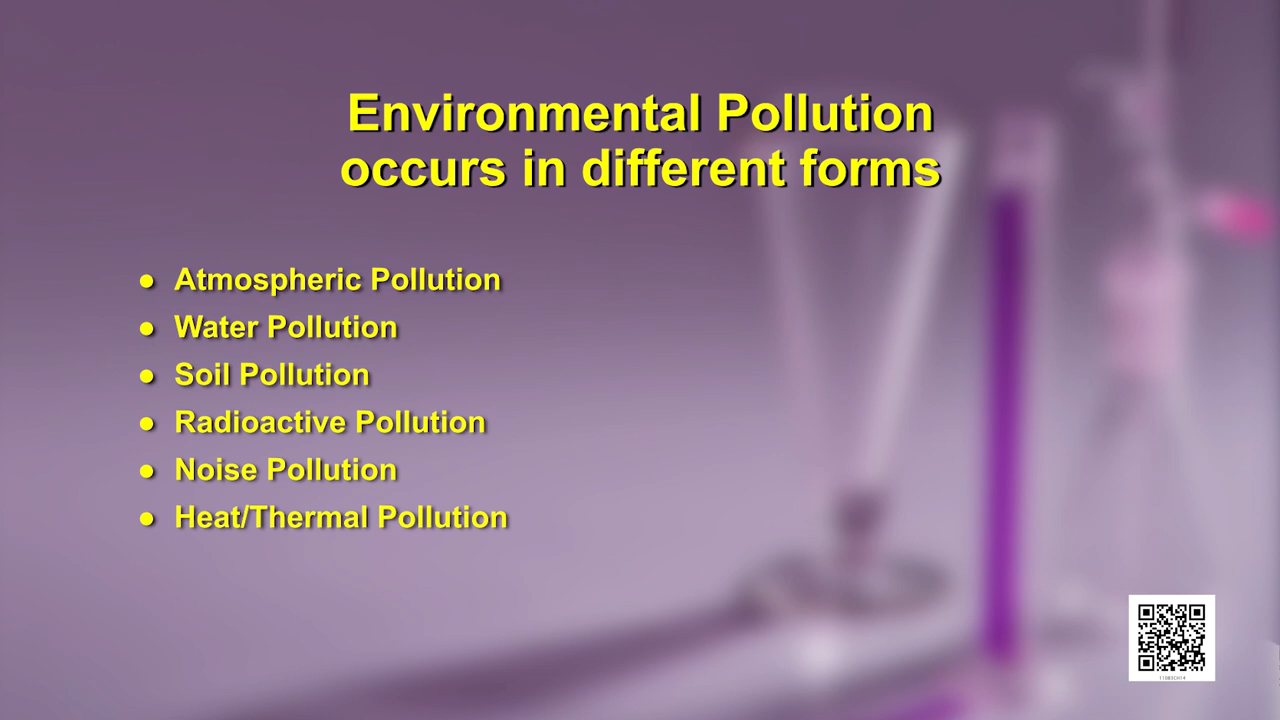 Environmental Pollution
occurs in different forms
● Atmospheric Pollution
● Water Pollution
● Soil Pollution
● Radioactive Pollution
● Noise Pollution
● Heat/Thermal Pollution